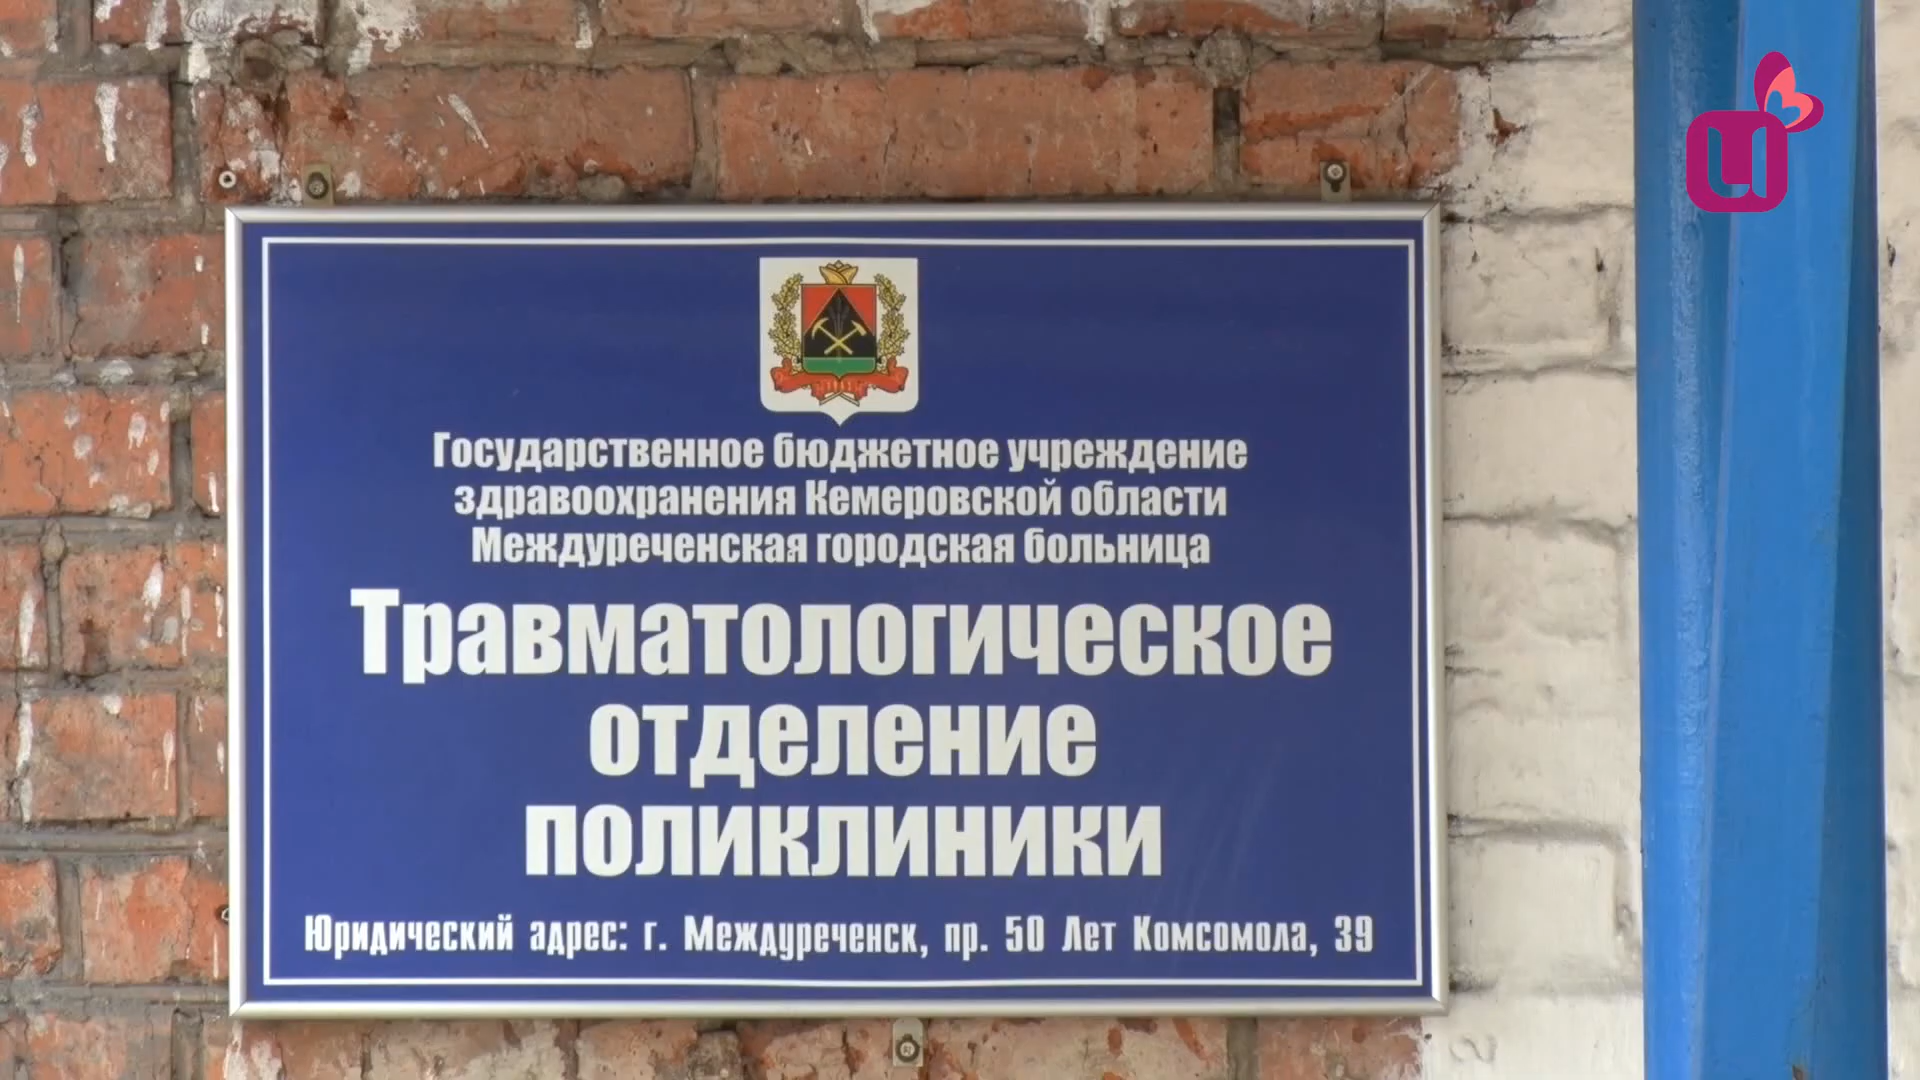 Государственное бюджетное учреждение
здравоохранения Кемеровской области
Междуреченская городская больница
Травматологическое
отделение
поликлиники
Юридический адрес: г. Междуреченск, пр. 50 Лет Комсомола, 39